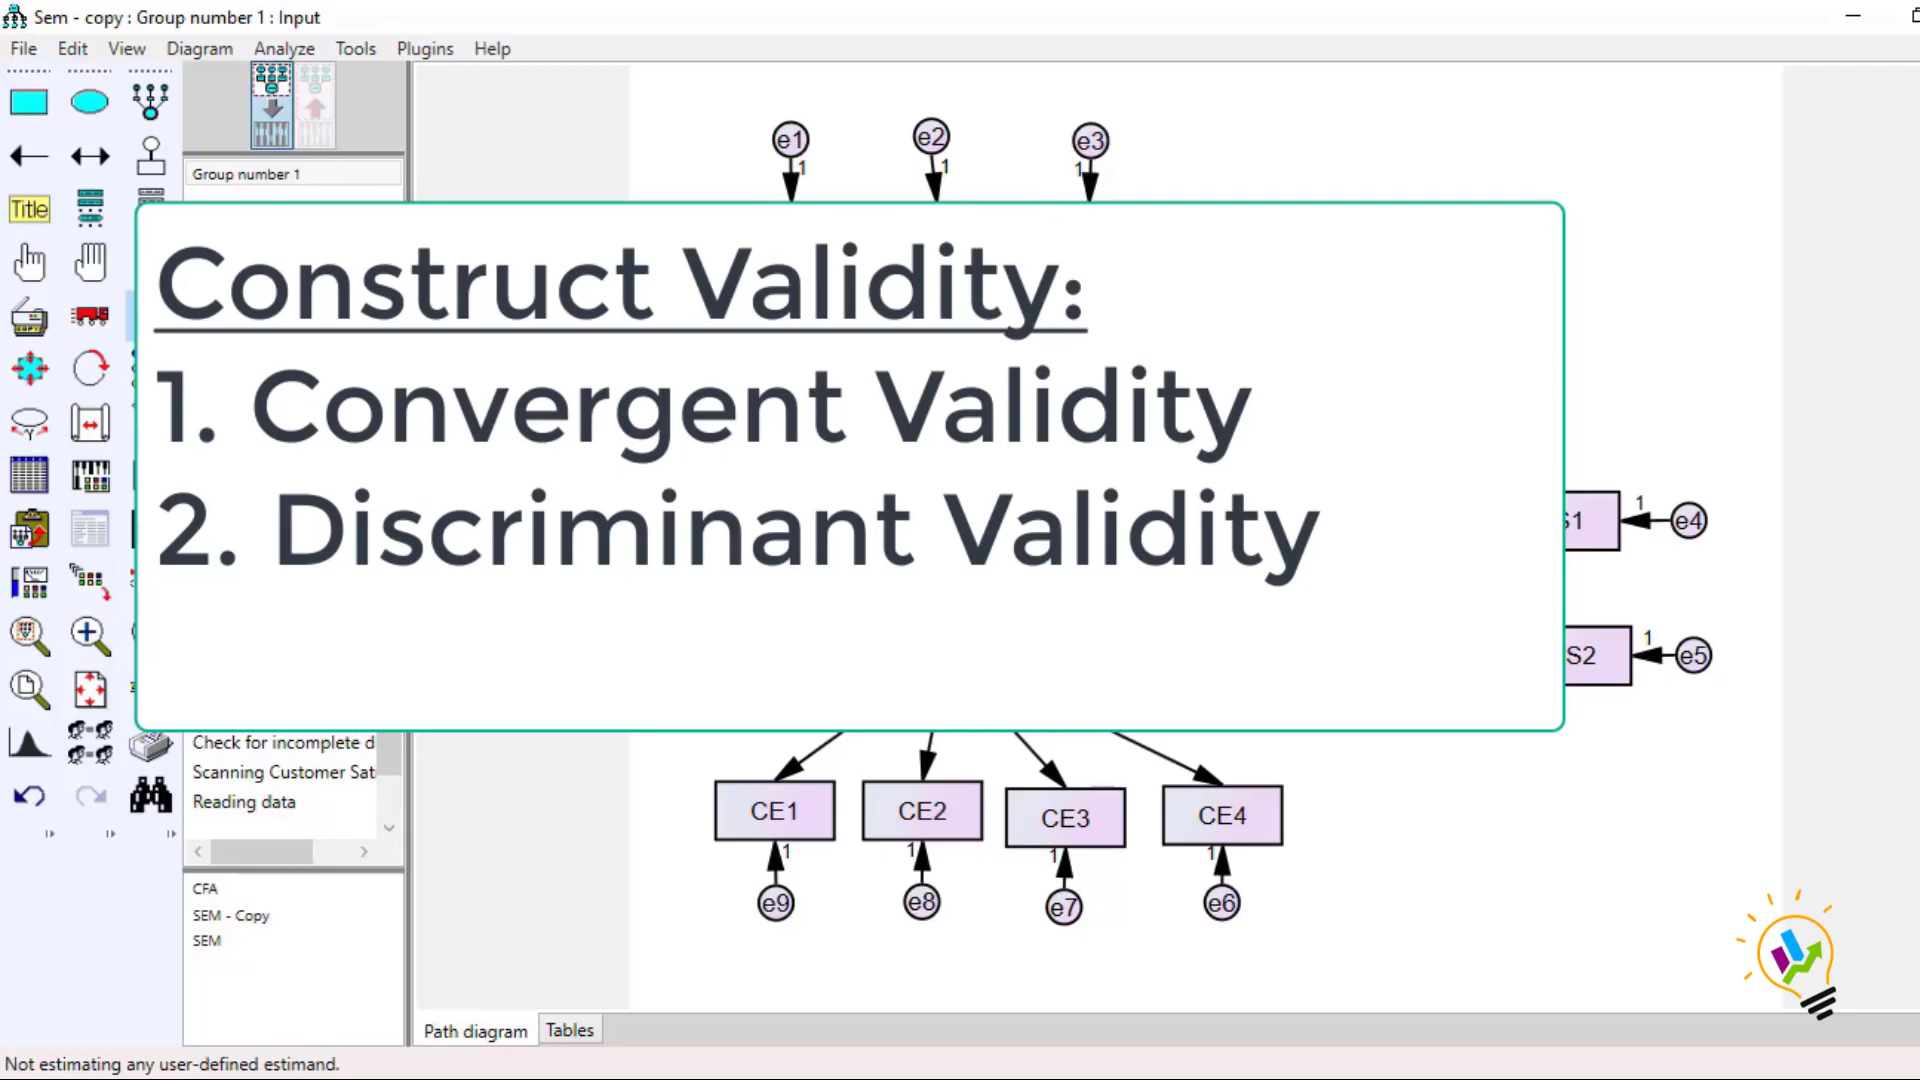 Sem - copy : Group number 1 : Input
File Edit View Diagram Analyze Tools Plugins Help
Group number 1
Title
e1 e2 e3
1 1 1
Construct Validity:
1. Convergent Validity
2. Discriminant Validity
S1 1 e4
S2 1 e5
Check for incomplete d
Scanning Customer Sati
Reading data
CE1 CE2 CE3 CE4
1 1 1 1
e9 e8 e7 e6
CFA
SEM - Copy
SEM
Path diagram Tables
Not estimating any user-defined estimand.